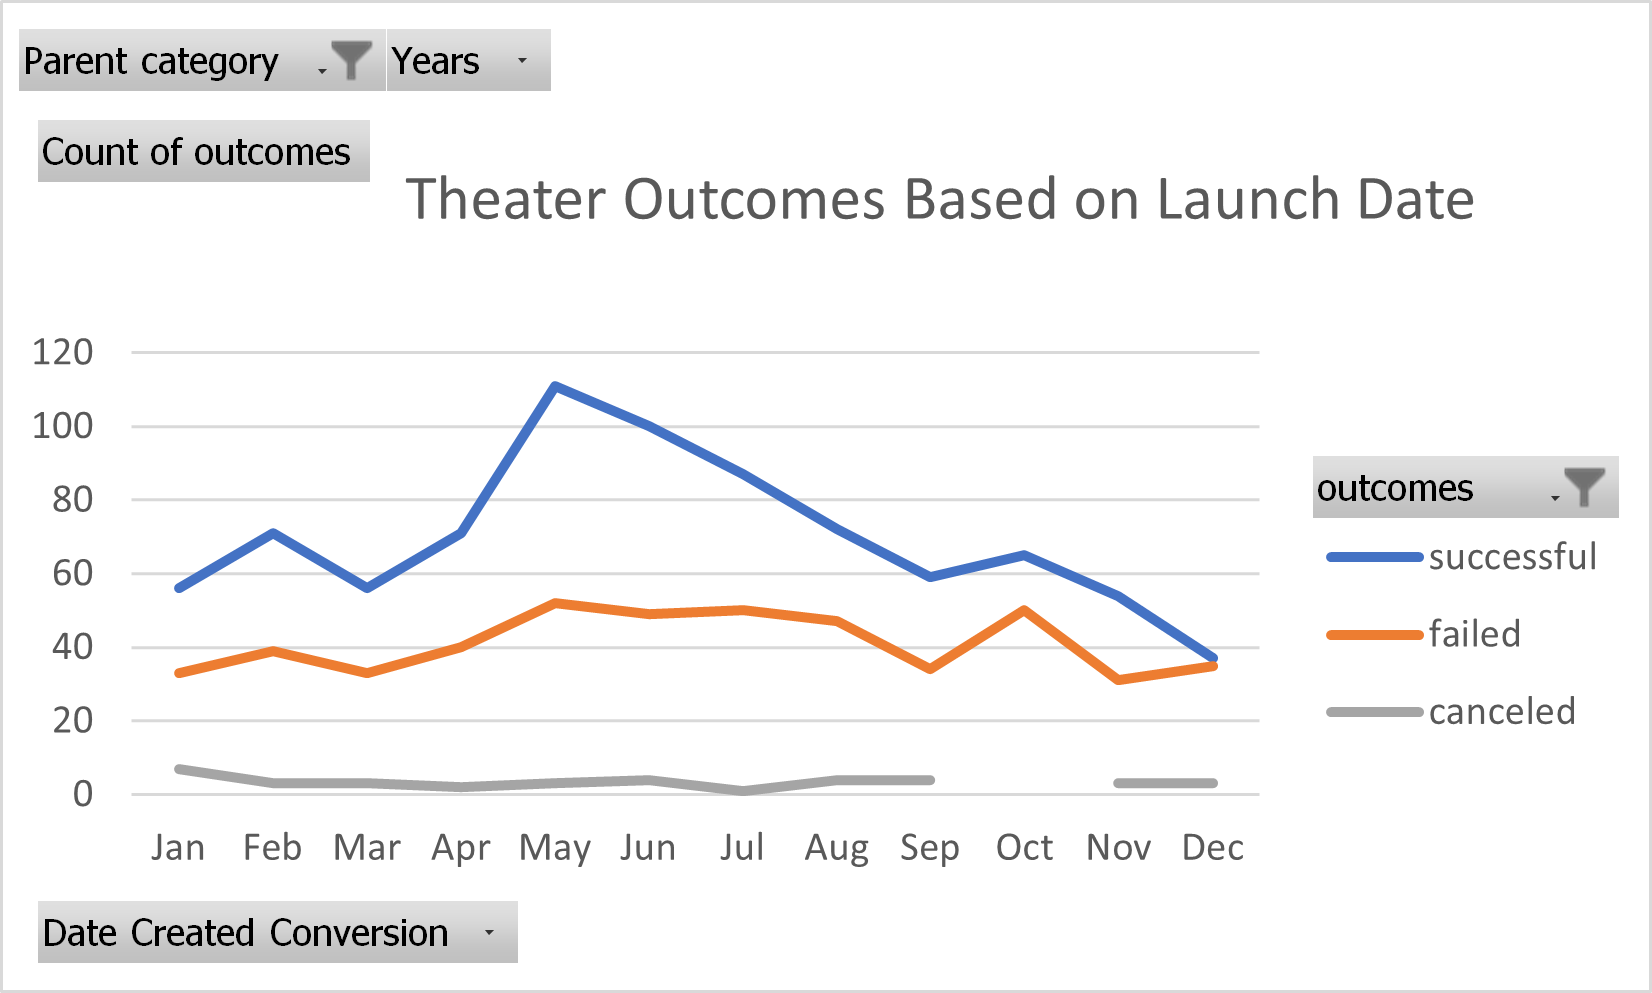 Parent category Years
Count of outcomes
Theater Outcomes Based on Launch Date
120
100
80
60
40
20
0
Jan Feb Mar Apr May Jun Jul Aug Sep Oct Nov Dec
outcomes
successful
failed
canceled
Date Created Conversion